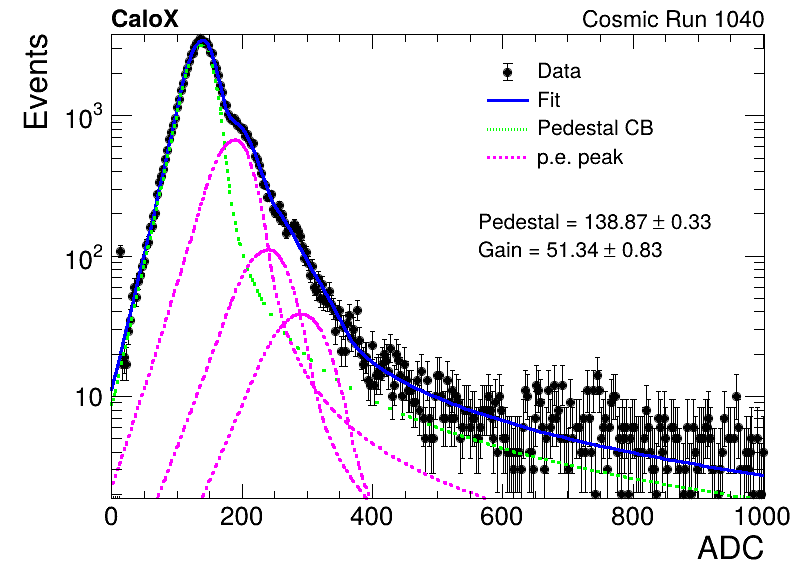 CaloX Cosmic Run 1040
Events
Data
Fit
Pedestal CB
p.e. peak
Pedestal = 138.87 ± 0.33
Gain = 51.34 ± 0.83
10³
10²
10
0 200 400 600 800 1000
ADC